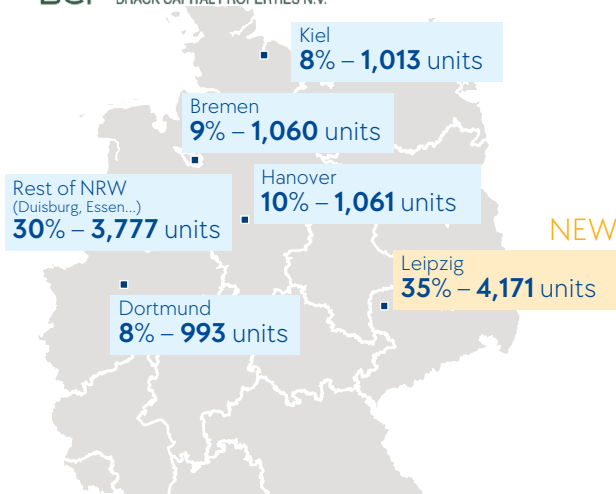 BCP BRACK CAPITAL PROPERTIES N.V.
Kiel
8% – 1,013 units
Bremen
9% – 1,060 units
Hanover
10% – 1,061 units
Rest of NRW
(Duisburg, Essen...)
30% – 3,777 units
NEW
Leipzig
35% – 4,171 units
Dortmund
8% – 993 units